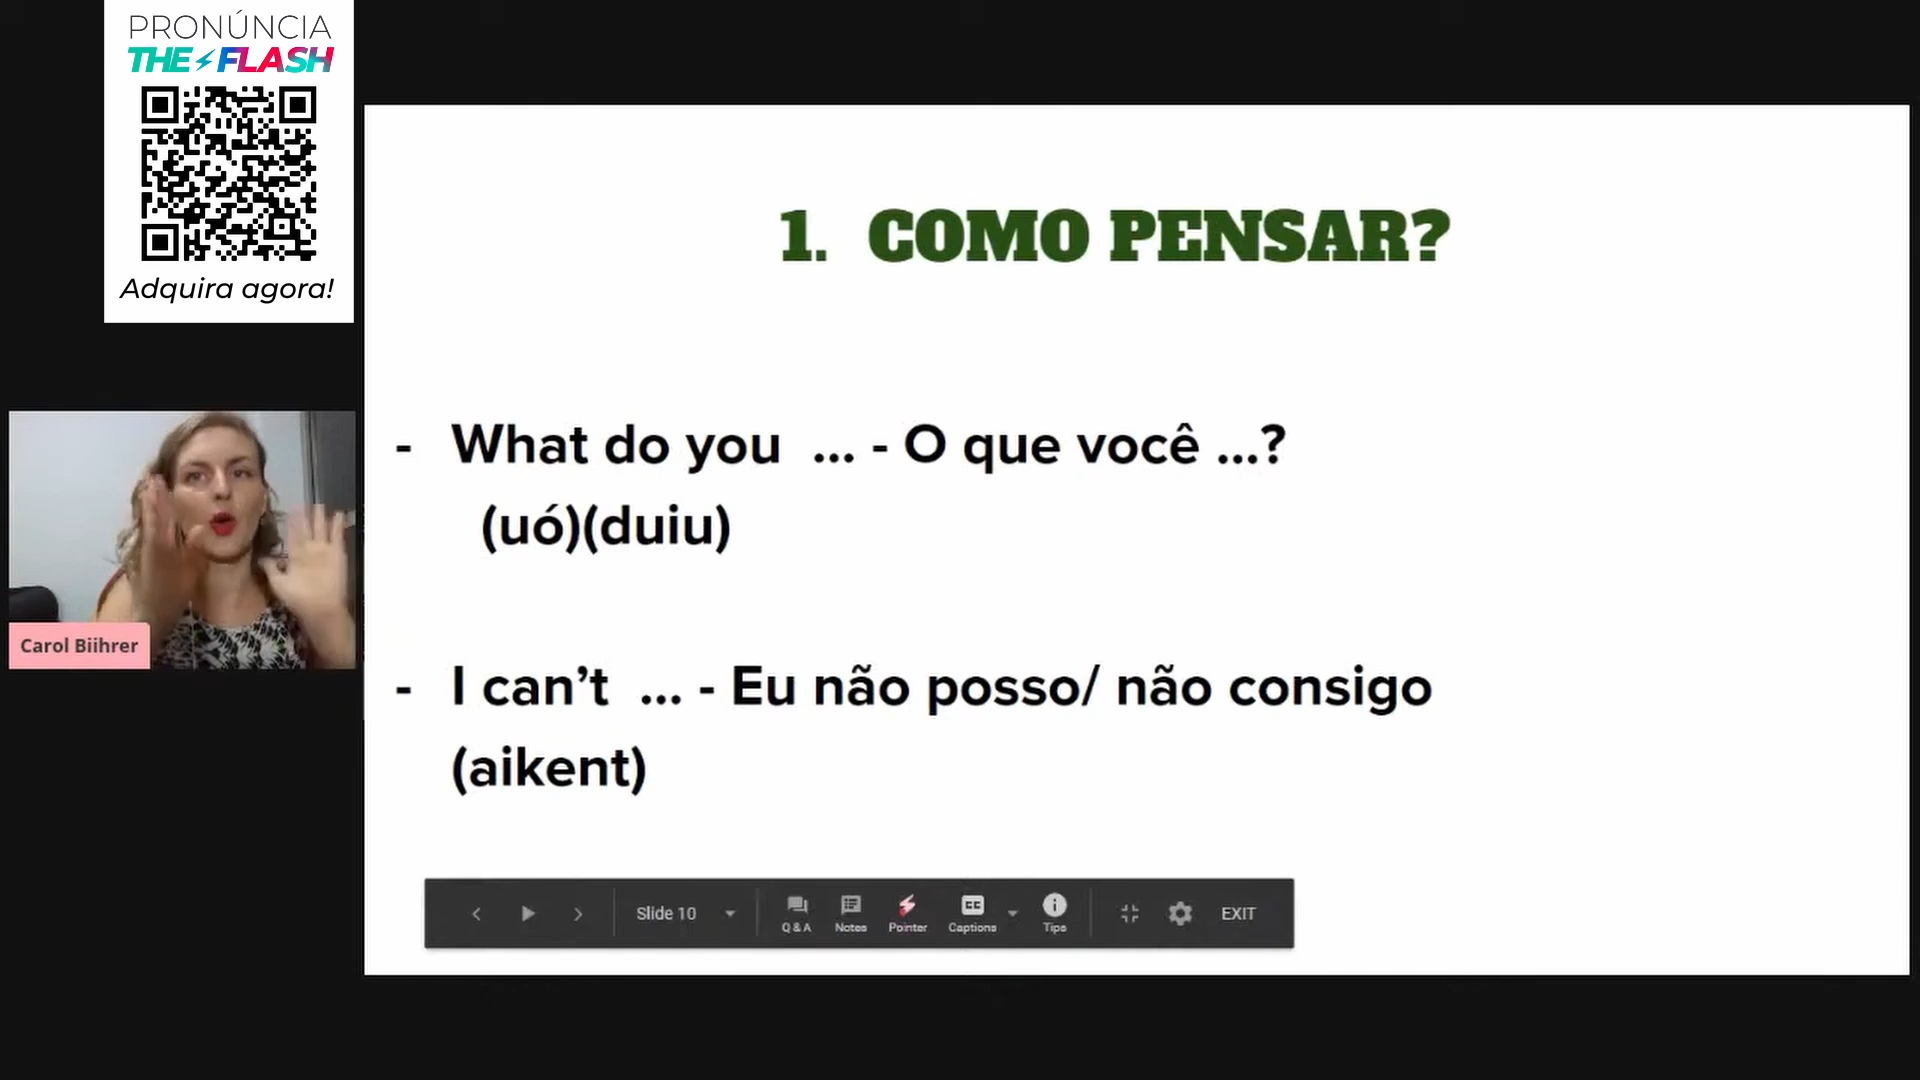 PRONÚNCIA
THE FLASH
Adquira agora!
Carol Biihrer
1. COMO PENSAR?
- What do you ... - O que você ...?
(uó)(duiu)
- I can’t ... - Eu não posso/ não consigo
(aikent)
Slide 10
Q & A
Notes
Pointer
Captions
Tips
EXIT